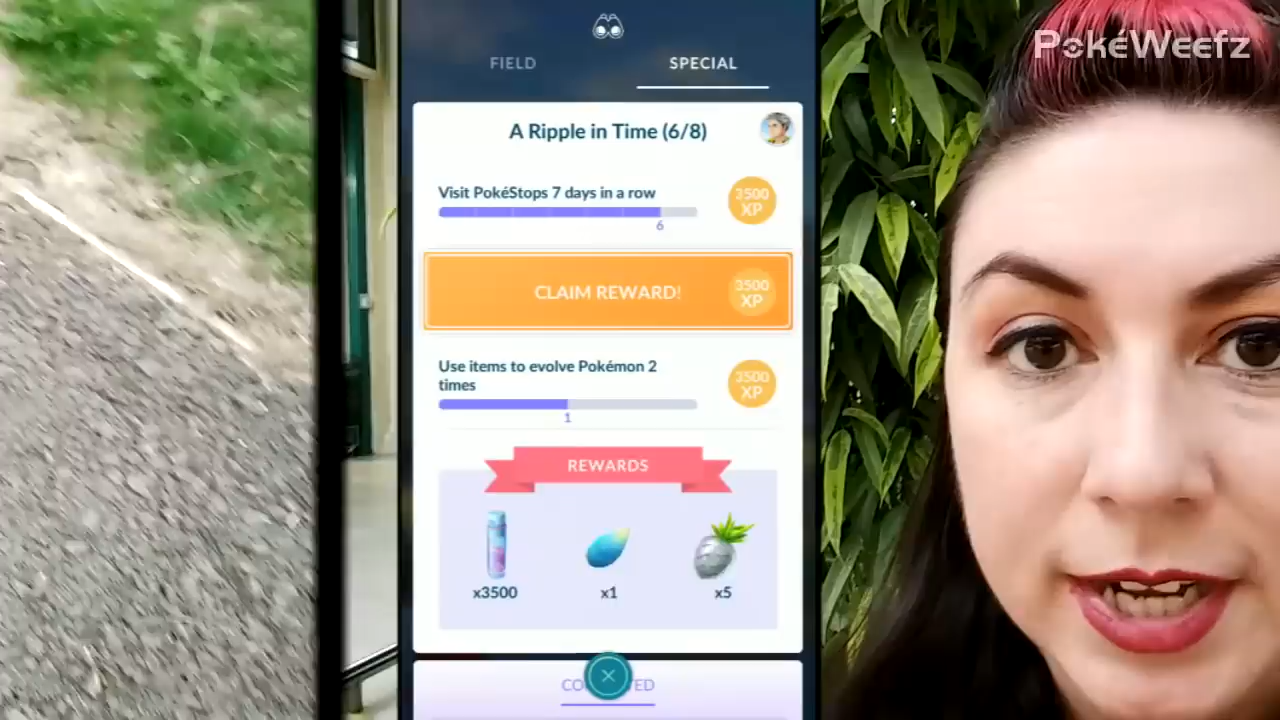 PokéWeefz
FIELD
SPECIAL
A Ripple in Time (6/8)
Visit PokéStops 7 days in a row
3500
XP
6
CLAIM REWARD!
3500
XP
Use items to evolve Pokémon 2
times
3500
XP
1
REWARDS
x3500
x1
x5